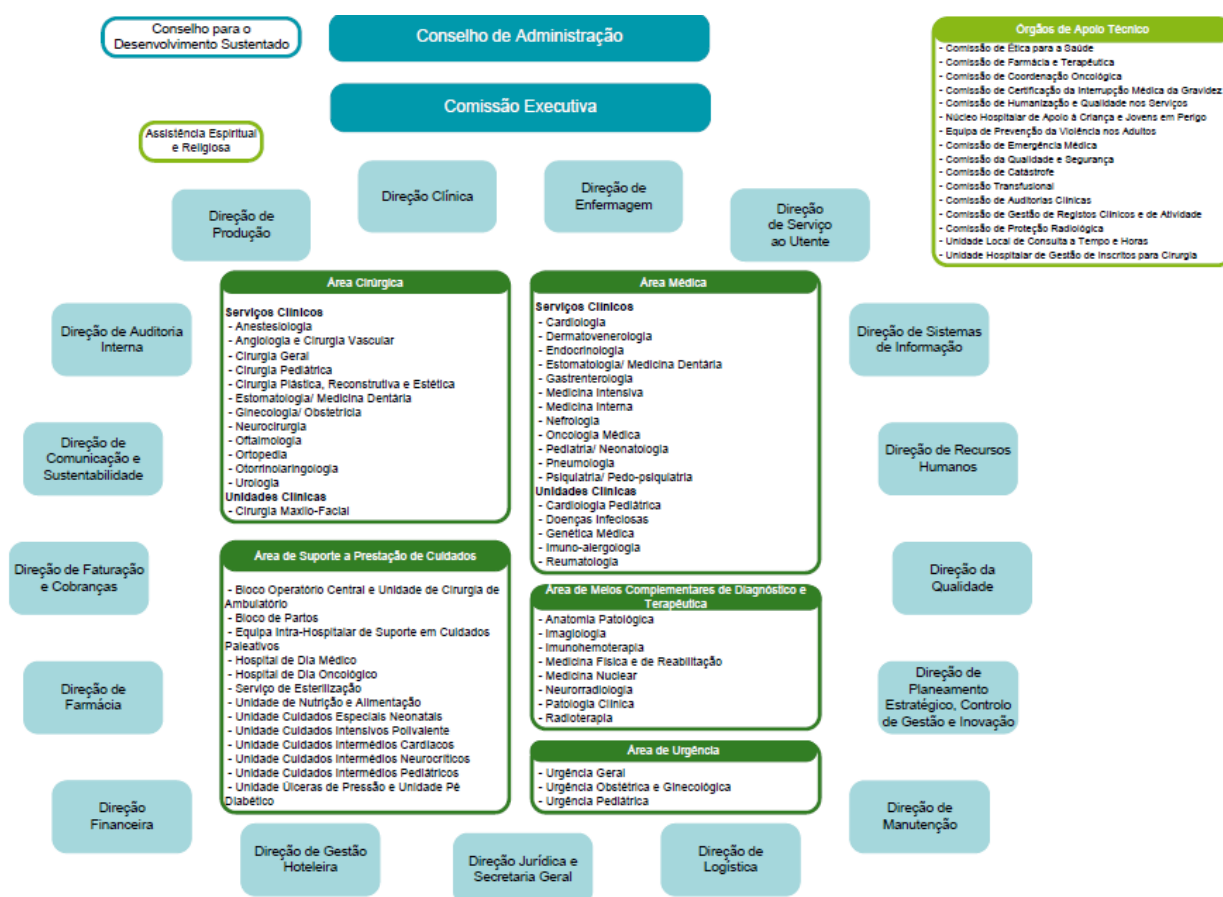 Conselho para o
Desenvolvimento Sustentado
Conselho de Administração
Comissão Executiva
Assistência Espiritual
e Religiosa
Órgãos de Apoio Técnico
- Comissão de Ética para a Saúde
- Comissão de Farmácia e Terapêutica
- Comissão de Coordenação Oncológica
- Comissão de Certificação da Interrupção Médica da Gravidez
- Comissão de Humanização e Qualidade nos Serviços
- Núcleo Hospitalar de Apoio à Criança e Jovens em Perigo
- Equipa de Prevenção da Violência nos Adultos
- Comissão de Emergência Médica
- Comissão da Qualidade e Segurança
- Comissão de Catástrofe
- Comissão Transfusional
- Comissão de Auditorias Clínicas
- Comissão de Gestão de Registos Clínicos e de Atividade
- Comissão de Proteção Radiológica
- Unidade Local de Consulta a Tempo e Horas
- Unidade Hospitalar de Gestão de Inscritos para Cirurgia
Direção de
Produção
Direção Clínica
Direção de
Enfermagem
Direção
de Serviço
ao Utente
Direção de Auditoria
Interna
Direção de
Comunicação e
Sustentabilidade
Direção de Faturação
e Cobranças
Direção de
Farmácia
Direção
Financeira
Área Cirúrgica
Serviços Clínicos
- Anestesiologia
- Angiologia e Cirurgia Vascular
- Cirurgia Geral
- Cirurgia Pediátrica
- Cirurgia Plástica, Reconstrutiva e Estética
- Estomatologia/ Medicina Dentária
- Ginecologia/ Obstetrícia
- Neurocirurgia
- Oftalmologia
- Ortopedia
- Otorrinolaringologia
- Urologia
Unidades Clínicas
- Cirurgia Maxilo-Facial
Área de Suporte a Prestação de Cuidados
- Bloco Operatório Central e Unidade de Cirurgia de
Ambulatório
- Bloco de Partos
- Equipa Intra-Hospitalar de Suporte em Cuidados
Paleativos
- Hospital de Dia Médico
- Hospital de Dia Oncológico
- Serviço de Esterilização
- Unidade de Nutrição e Alimentação
- Unidade Cuidados Especiais Neonatais
- Unidade Cuidados Intensivos Polivalente
- Unidade Cuidados Intermédios Cardíacos
- Unidade Cuidados Intermédios Neurocríticos
- Unidade Cuidados Intermédios Pediátricos
- Unidade Úlceras de Pressão e Unidade Pé
Diabético
Área Médica
Serviços Clínicos
- Cardiologia
- Dermatovenerologia
- Endocrinologia
- Estomatologia/ Medicina Dentária
- Gastrenterologia
- Medicina Intensiva
- Medicina Interna
- Nefrologia
- Oncologia Médica
- Pediatria/ Neonatologia
- Pneumologia
- Psiquiatria/ Pedo-psiquiatria
Unidades Clínicas
- Cardiologia Pediátrica
- Doenças Infeciosas
- Genética Médica
- Imuno-alergologia
- Reumatologia
Área de Meios Complementares de Diagnóstico e
Terapêutica
- Anatomia Patológica
- Imagiologia
- Imunohemoterapia
- Medicina Física e de Reabilitação
- Medicina Nuclear
- Neurorradiologia
- Patologia Clínica
- Radioterapia
Área de Urgência
- Urgência Geral
- Urgência Obstétrica e Ginecológica
- Urgência Pediátrica
Direção de Sistemas
de Informação
Direção de Recursos
Humanos
Direção da
Qualidade
Direção de
Planeamento
Estratégico, Controlo
de Gestão e Inovação
Direção de
Manutenção
Direção de Gestão
Hoteleira
Direção Jurídica e
Secretaria Geral
Direção de
Logística